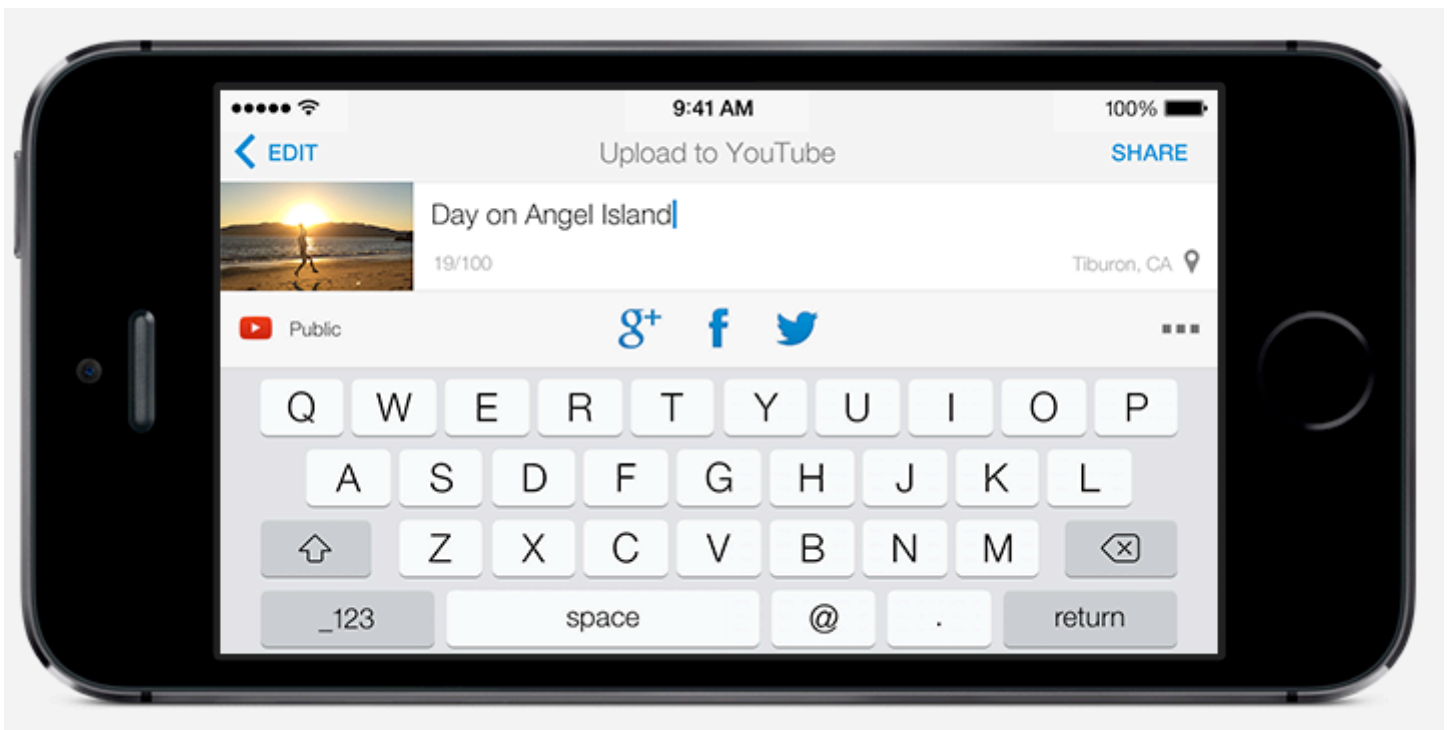 9:41 AM 100%
EDIT Upload to YouTube SHARE
Day on Angel Island
19/100 Tiburon, CA
Public g+ f
Q W E R T Y U I O P
A S D F G H J K L
Z X C V B N M
_123 space @ . return